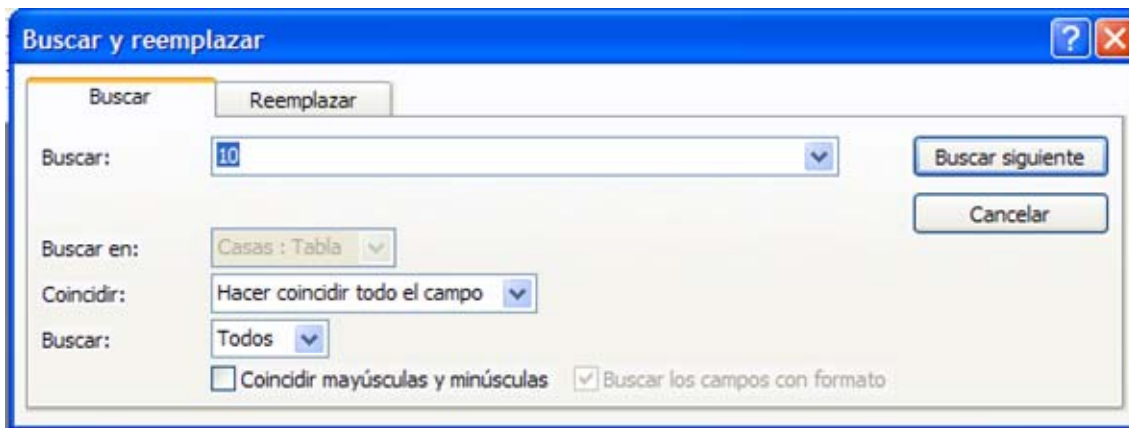 Buscar y reemplazar
Buscar
Reemplazar
Buscar: 10
Buscar siguiente
Cancelar
Buscar en: Casas : Tabla
Coincidir: Hacer coincidir todo el campo
Buscar: Todos
Coincidir mayúsculas y minúsculas Buscar los campos con formato